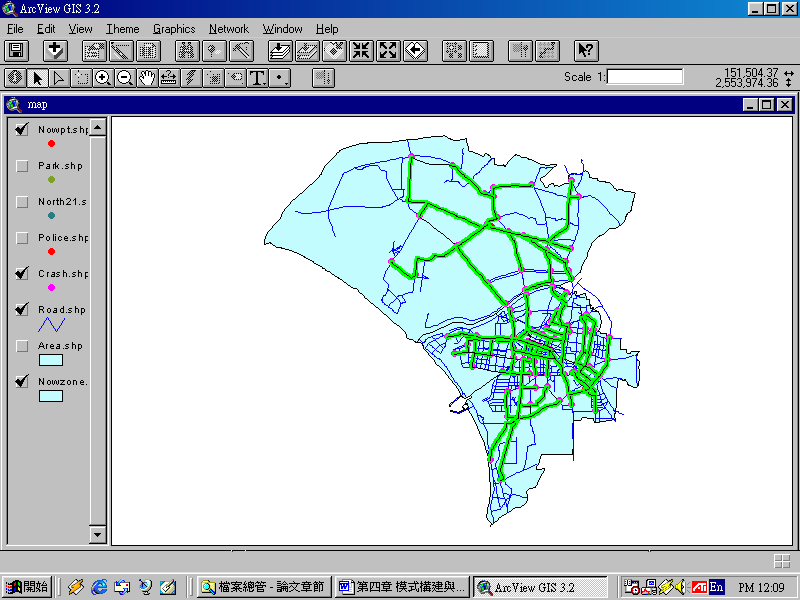 ArcView GIS 3.2
File Edit View Theme Graphics Network Window Help
Scale 1:
151,504.37
2,553,974.36
map
Nowpt.shp
Park.shp
North21.s
Police.shp
Crash.shp
Road.shp
Area.shp
Nowzone.
開始
檔案總管 - 論文章節
第四章 模式構建與...
ArcView GIS 3.2
En
PM 12:09